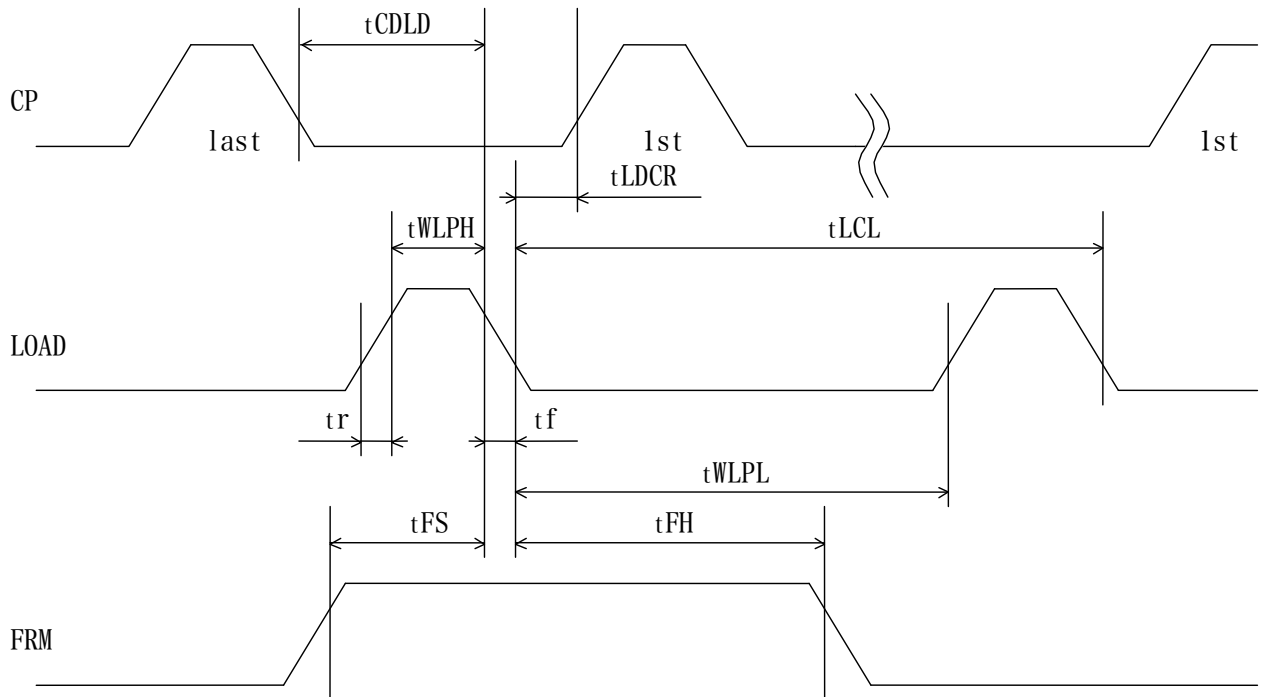 tCDLD
CP
last
1st
1st
tLDCR
tWLPH
tLCL
LOAD
tr
tf
tWLPL
tFS
tFH
FRM